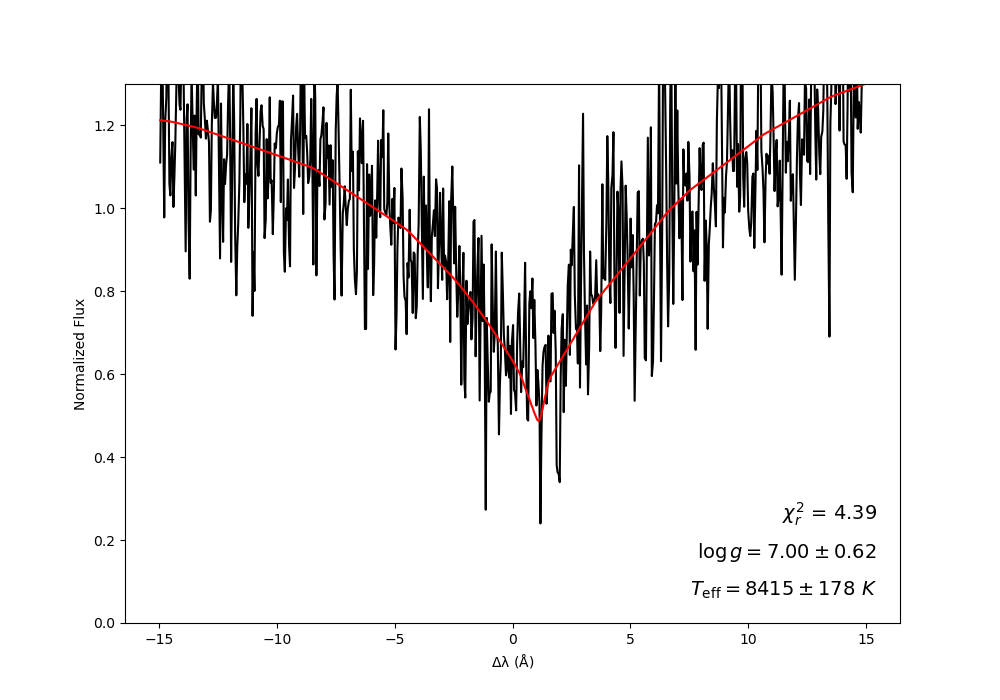 1.2
1.0
0.8
0.6
0.4
0.2
0.0
Normalized Flux
χ²ᵣ = 4.39
log g = 7.00 ± 0.62
T_eff = 8415 ± 178 K
−15 −10 −5 0 5 10 15
Δλ (Å)